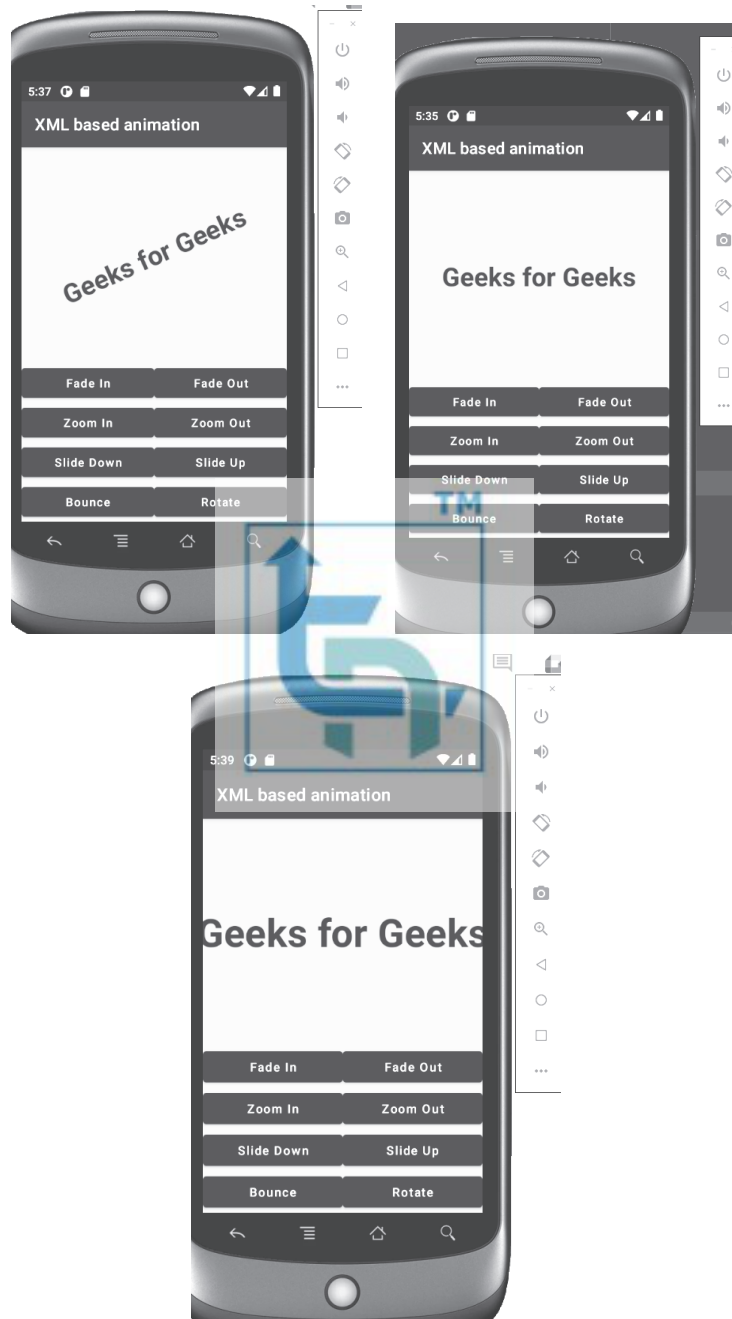 5:37
XML based animation
Geeks for Geeks
Fade In Fade Out
Zoom In Zoom Out
Slide Down Slide Up
Bounce Rotate
5:35
XML based animation
Geeks for Geeks
Fade In Fade Out
Zoom In Zoom Out
Slide Down Slide Up
Bounce Rotate
TM
5:39
XML based animation
Geeks for Geeks
Fade In Fade Out
Zoom In Zoom Out
Slide Down Slide Up
Bounce Rotate